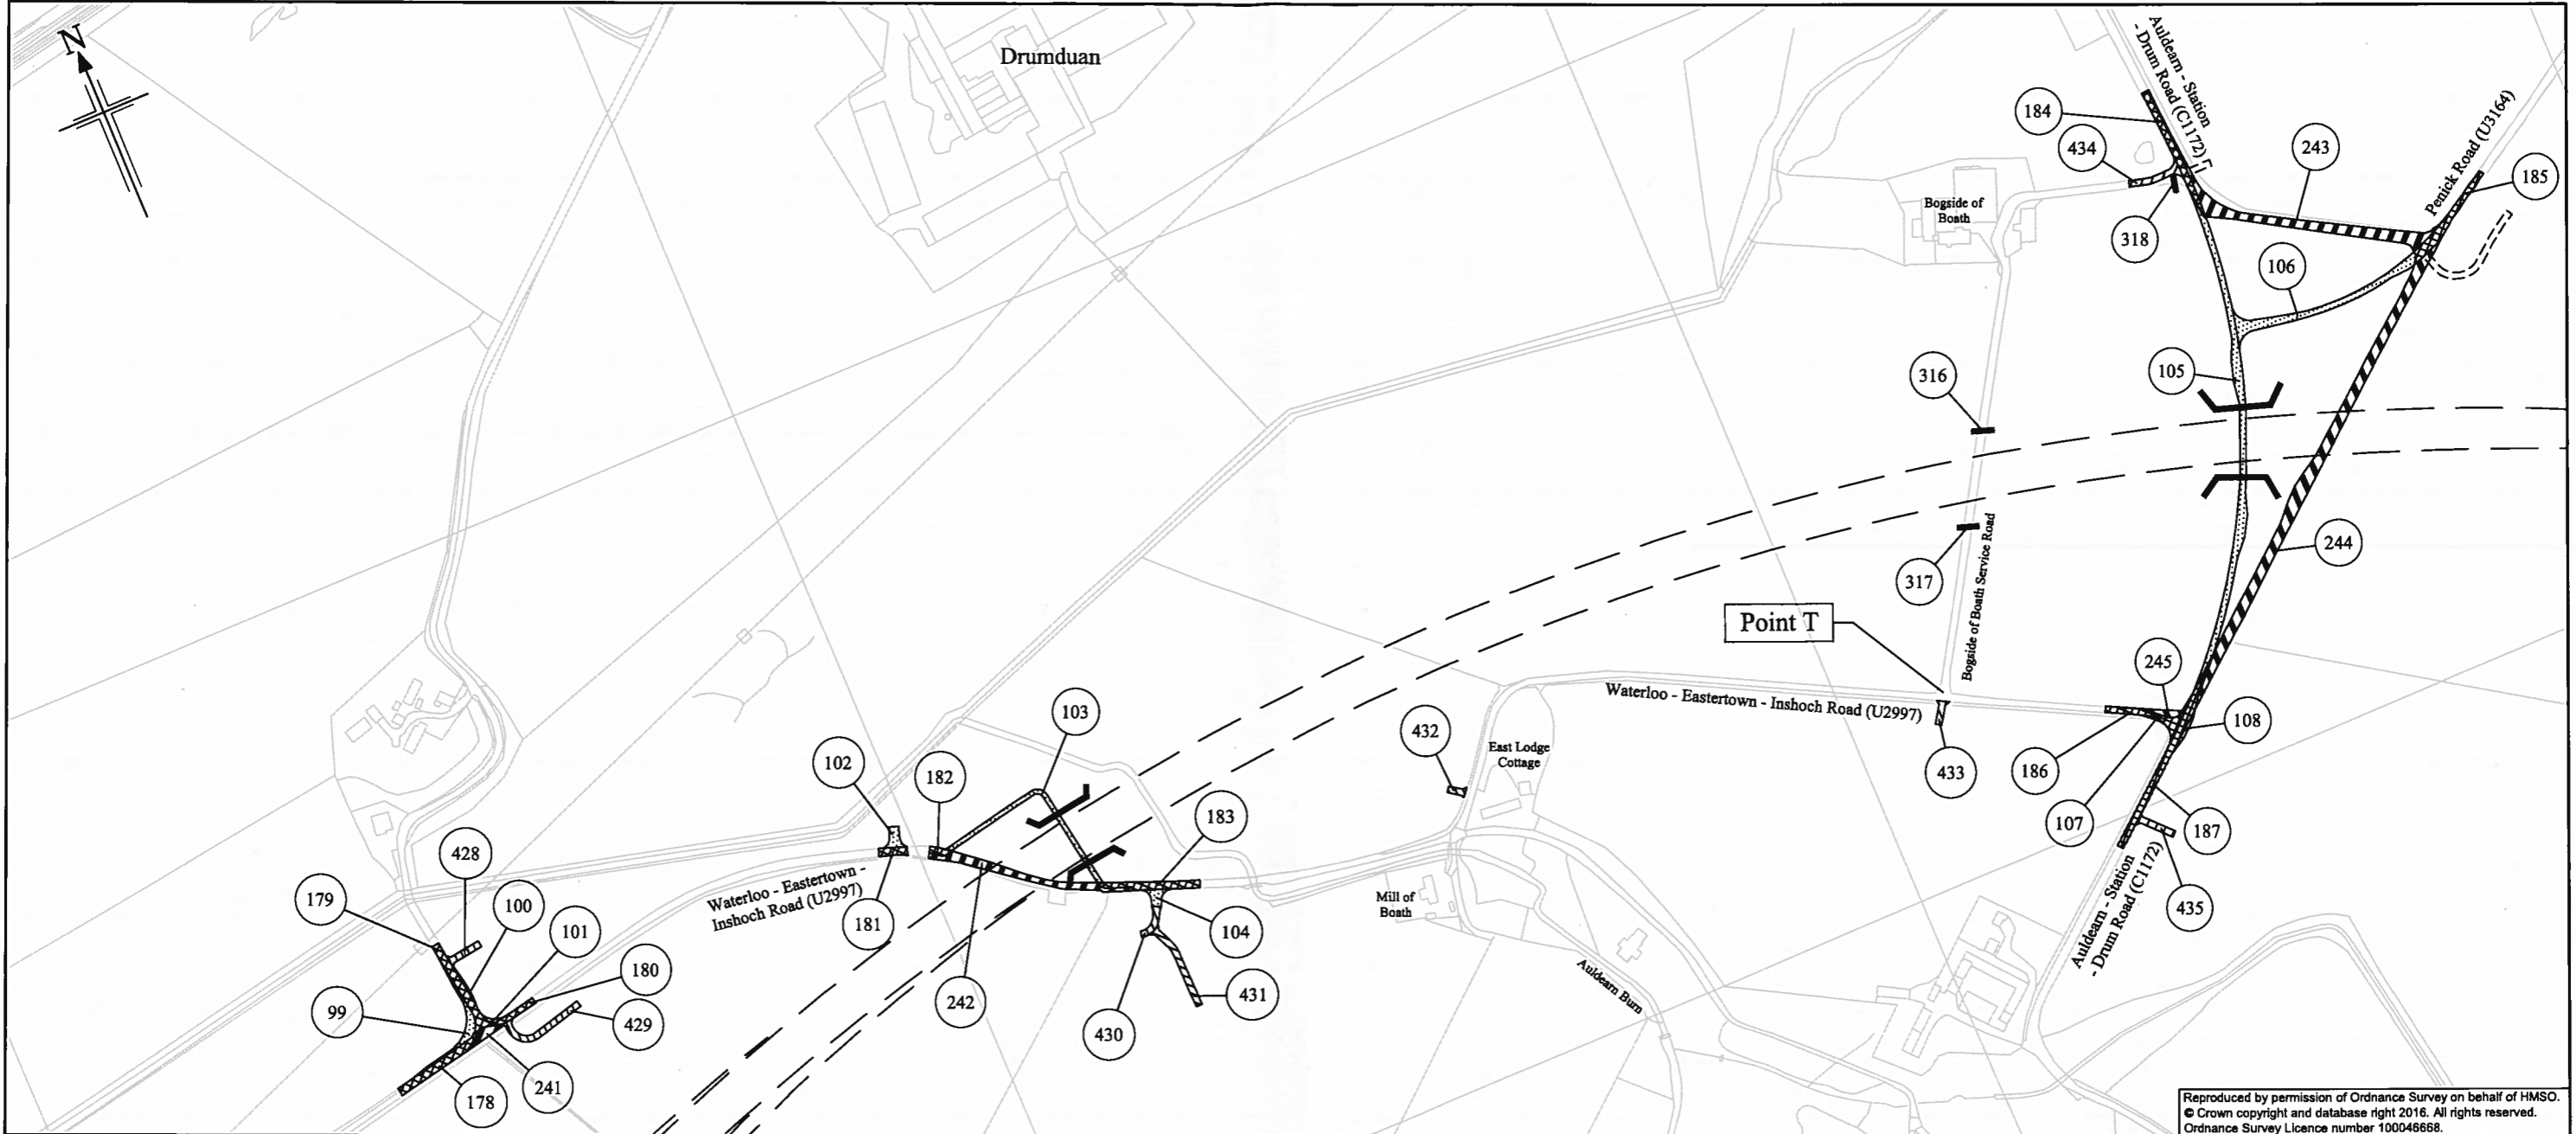 N
Drumduan
Auldearn - Station
- Drum Road (C1172)
Penick Road (U3164)
184
434
318
243
185
106
105
Bogside of
Boath
316
317
Bogside of Boath Service Road
244
Point T
245
108
Waterloo - Eastertown - Inshoch Road (U2997)
433
186
107
187
435
Auldearn - Station
- Drum Road (C1172)
432
East Lodge
Cottage
Mill of
Boath
Auldearn Burn
103
102
182
183
181
Waterloo - Eastertown -
Inshoch Road (U2997)
242
104
430
431
428
179
100
101
180
99
429
241
178
Reproduced by permission of Ordnance Survey on behalf of HMSO.
© Crown copyright and database right 2016. All rights reserved.
Ordnance Survey Licence number 100046668.